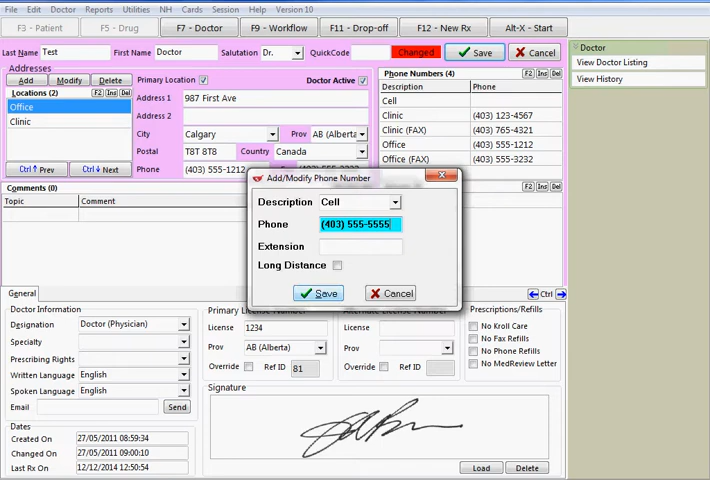 File Edit Doctor Reports Utilities NH Cards Session Help Version 10
F3 - Patient F5 - Drug F7 - Doctor F9 - Workflow F11 - Drop-off F12 - New Rx Alt-X - Start
Last Name Test First Name Doctor Salutation Dr. QuickCode Changed Save Cancel
Doctor
View Doctor Listing
View History
Addresses
Add Modify Delete
Locations (2) F2 Ins Del
Office
Clinic
Ctrl Prev Ctrl Next
Primary Location Doctor Active
Address 1 987 First Ave
Address 2
City Calgary Prov AB (Alberta)
Postal T8T 8T8 Country Canada
Phone (403) 555-1212
Phone Numbers (4) F2 Ins Del
Description Phone
Cell
Clinic (403) 123-4567
Clinic (FAX) (403) 765-4321
Office (403) 555-1212
Office (FAX) (403) 555-3232
Comments (0) F2 Ins Del
Topic Comment
Add/Modify Phone Number
Description Cell
Phone (403) 555-5555
Extension
Long Distance
Save Cancel
General Ctrl
Doctor Information
Designation Doctor (Physician)
Specialty
Prescribing Rights
Written Language English
Spoken Language English
Email Send
Primary License Number
License 1234
Prov AB (Alberta)
Override Ref ID 81
Alternate License Number
License
Prov
Override Ref ID
Prescriptions/Refills
No Kroll Care
No Fax Refills
No Phone Refills
No MedReview Letter
Dates
Created On 27/05/2011 08:59:34
Changed On 27/05/2011 09:00:10
Last Rx On 12/12/2014 12:50:54
Signature
Load Delete